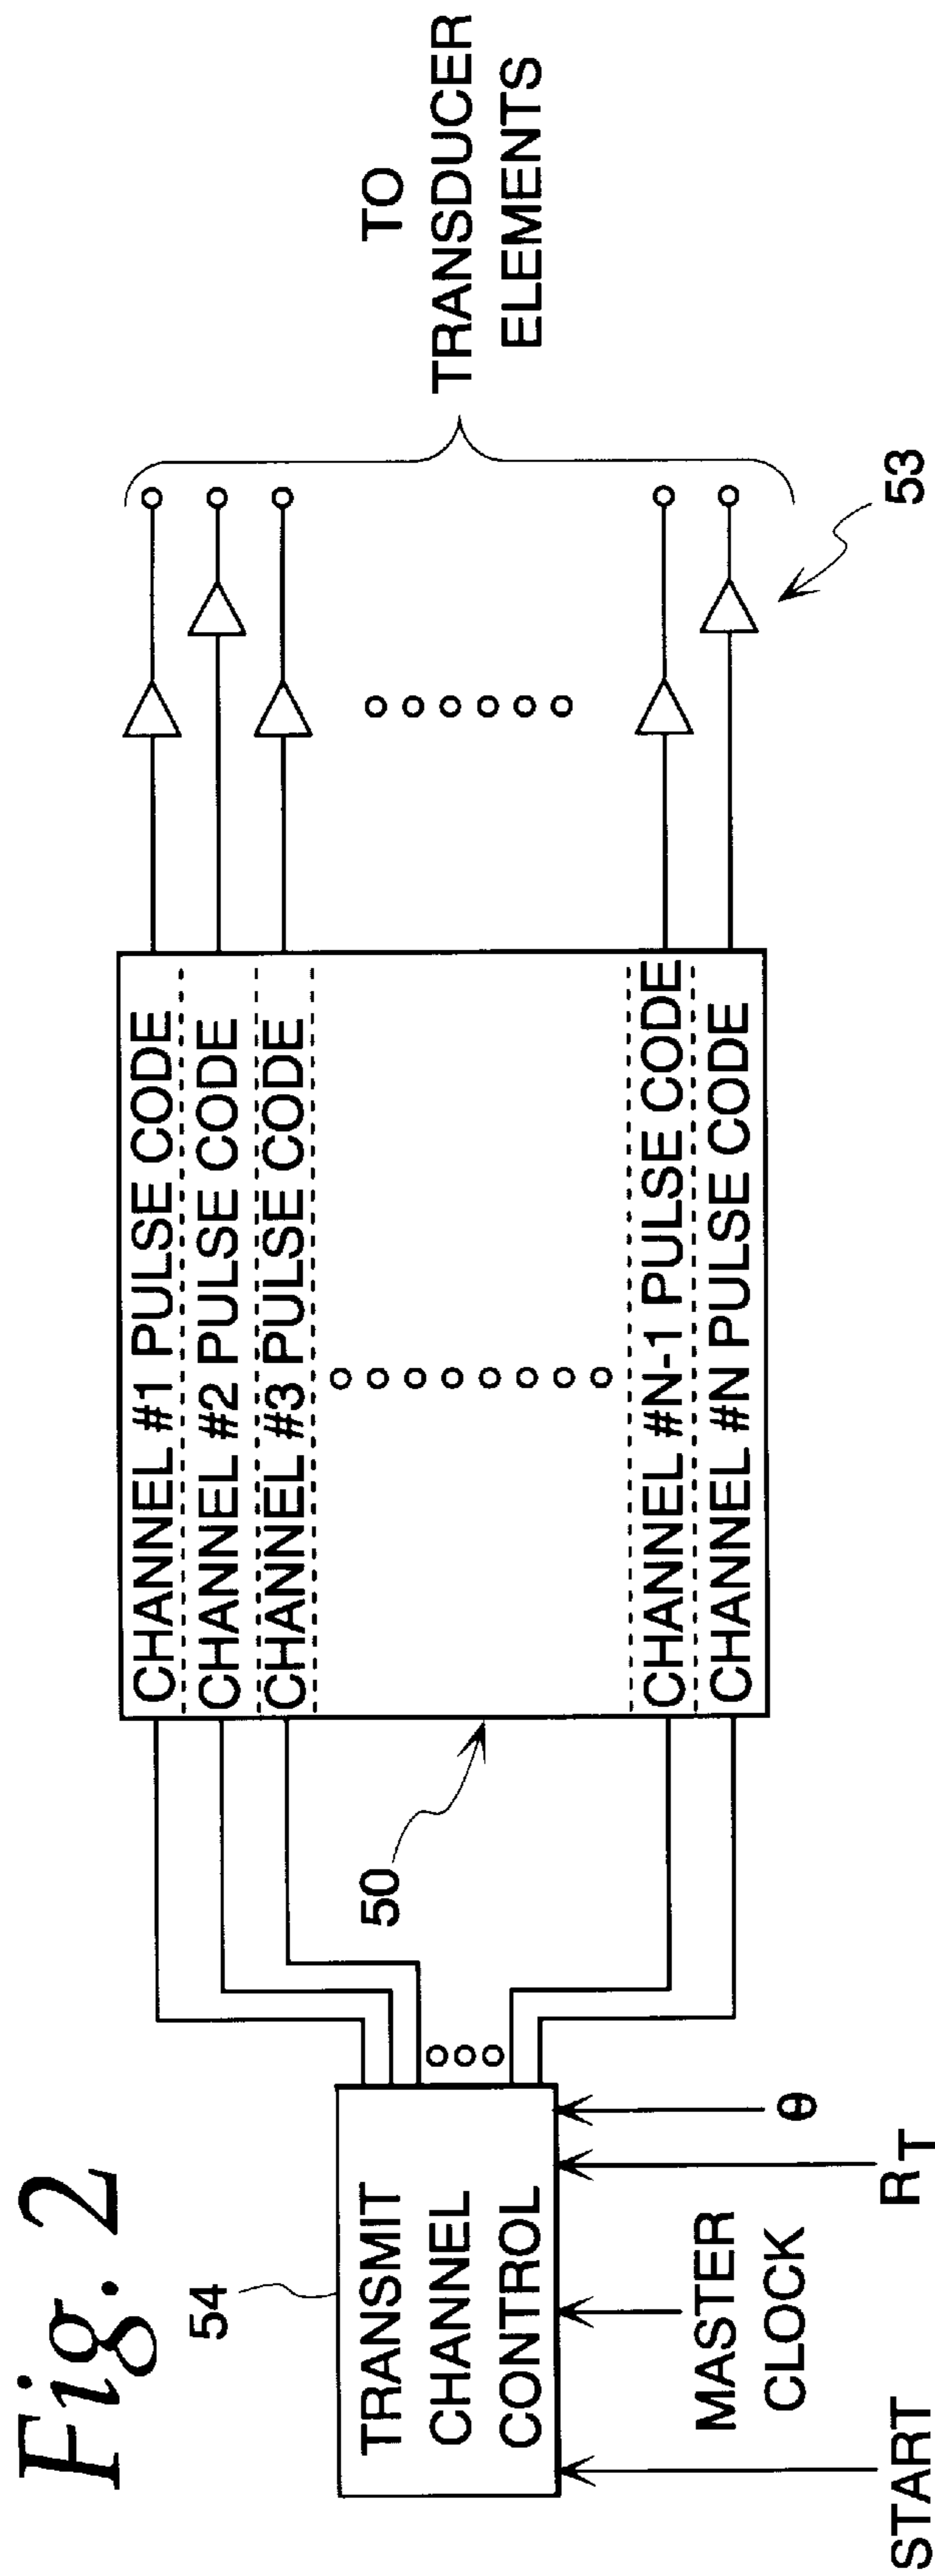 Fig. 2
54
TRANSMIT
CHANNEL
CONTROL
START
MASTER
CLOCK
R T
θ
50
CHANNEL #1 PULSE CODE
CHANNEL #2 PULSE CODE
CHANNEL #3 PULSE CODE
CHANNEL #N-1 PULSE CODE
CHANNEL #N PULSE CODE
53
TO
TRANSDUCER
ELEMENTS